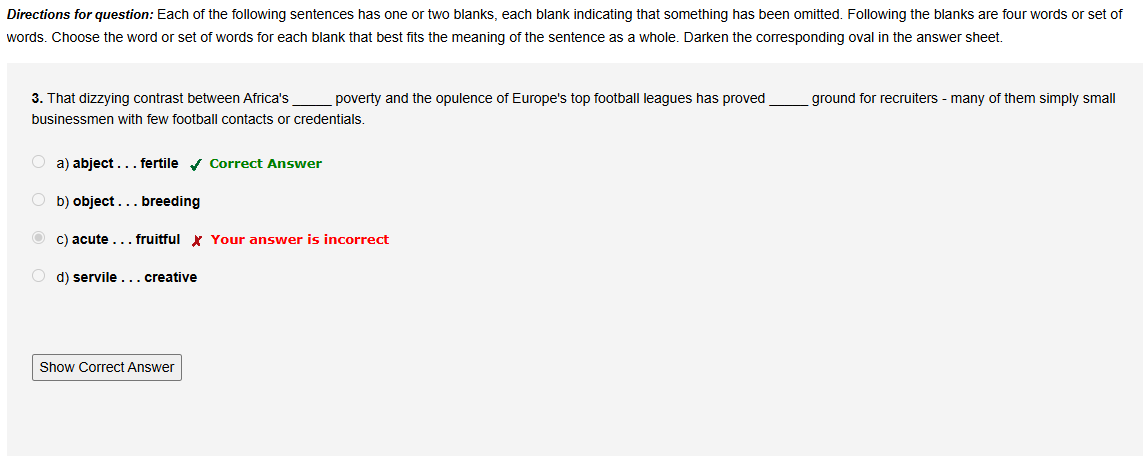 Directions for question: Each of the following sentences has one or two blanks, each blank indicating that something has been omitted. Following the blanks are four words or set of
words. Choose the word or set of words for each blank that best fits the meaning of the sentence as a whole. Darken the corresponding oval in the answer sheet.
3. That dizzying contrast between Africa's _____ poverty and the opulence of Europe's top football leagues has proved _____ ground for recruiters - many of them simply small
businessmen with few football contacts or credentials.
a) abject . . . fertile ✓ Correct Answer
b) object . . . breeding
c) acute . . . fruitful ✗ Your answer is incorrect
d) servile . . . creative
Show Correct Answer